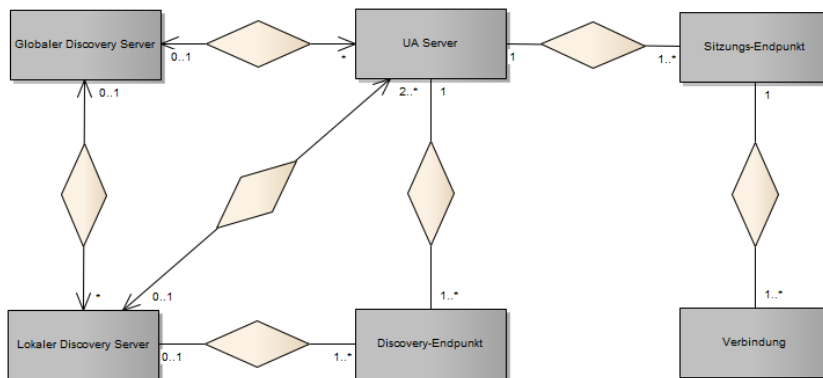 Globaler Discovery Server
UA Server
Sitzungs-Endpunkt
0..1
*
1
1..*
0..1
2..*
1
1
*
0..1
1..*
1..*
Lokaler Discovery Server
Discovery-Endpunkt
Verbindung
0..1
1..*